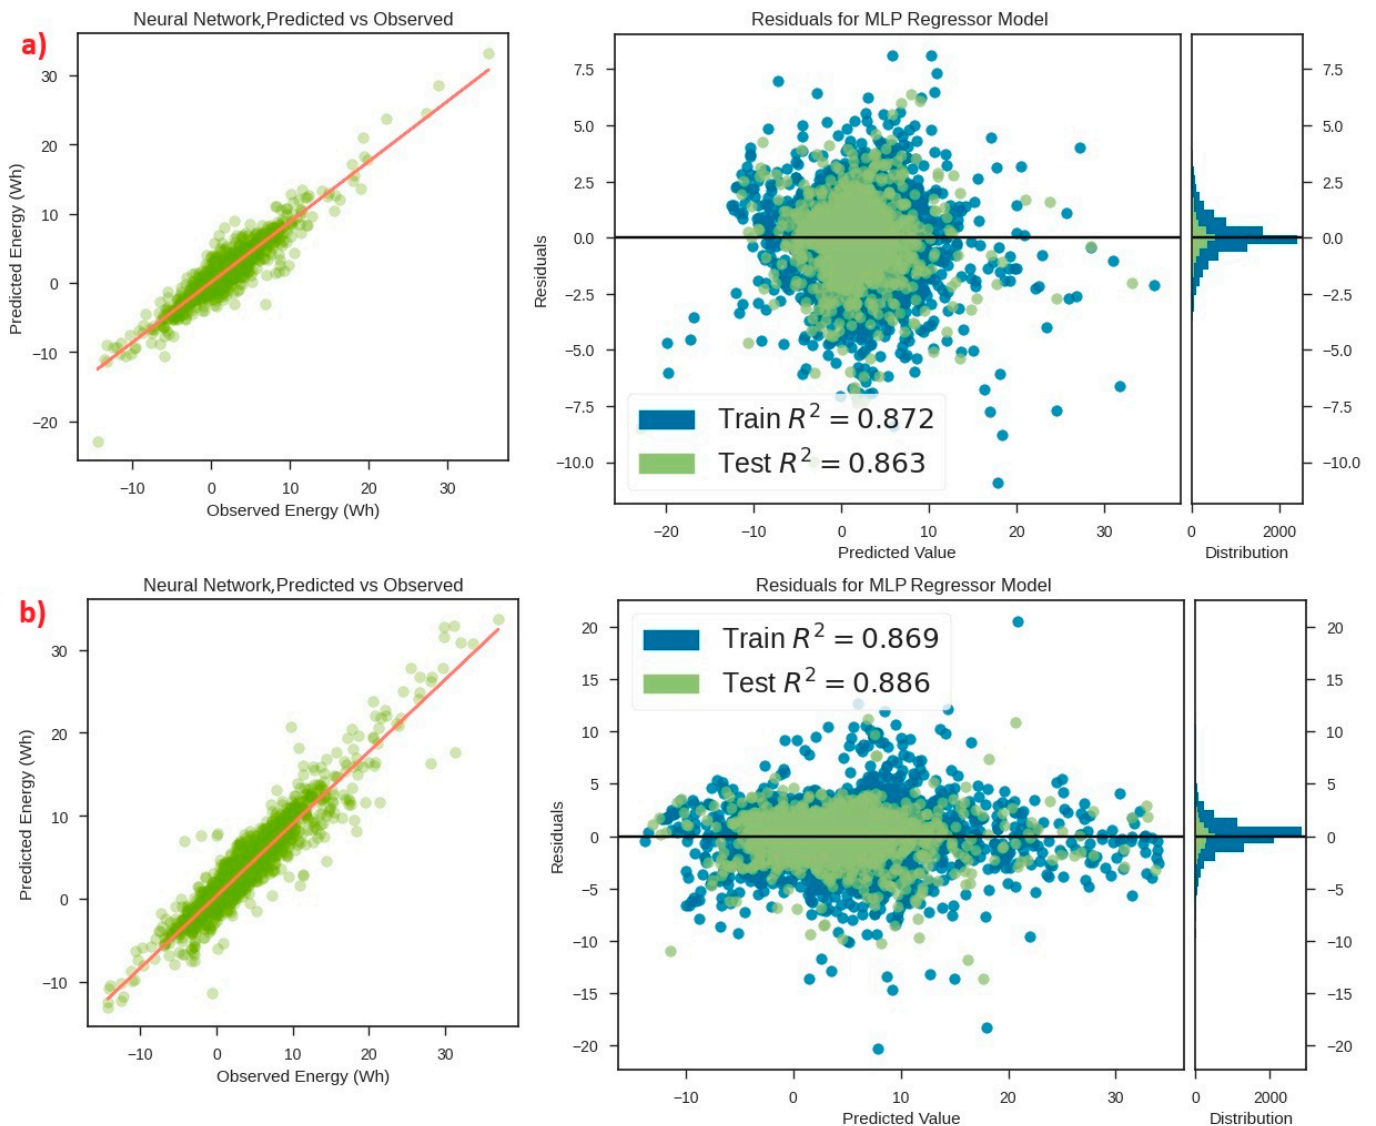 a)
Neural Network,Predicted vs Observed
Predicted Energy (Wh)
30
20
10
0
−10
−20
−10 0 10 20 30
Observed Energy (Wh)
Residuals for MLP Regressor Model
Residuals
7.5
5.0
2.5
0.0
−2.5
−5.0
−7.5
−10.0
Train R² = 0.872
Test R² = 0.863
−20 −10 0 10 20 30
Predicted Value
7.5
5.0
2.5
0.0
−2.5
−5.0
−7.5
−10.0
0 2000
Distribution
b)
Neural Network,Predicted vs Observed
Predicted Energy (Wh)
30
20
10
0
−10
−10 0 10 20 30
Observed Energy (Wh)
Residuals for MLP Regressor Model
Residuals
20
15
10
5
0
−5
−10
−15
−20
Train R² = 0.869
Test R² = 0.886
−10 0 10 20 30
Predicted Value
20
15
10
5
0
−5
−10
−15
−20
0 2000
Distribution